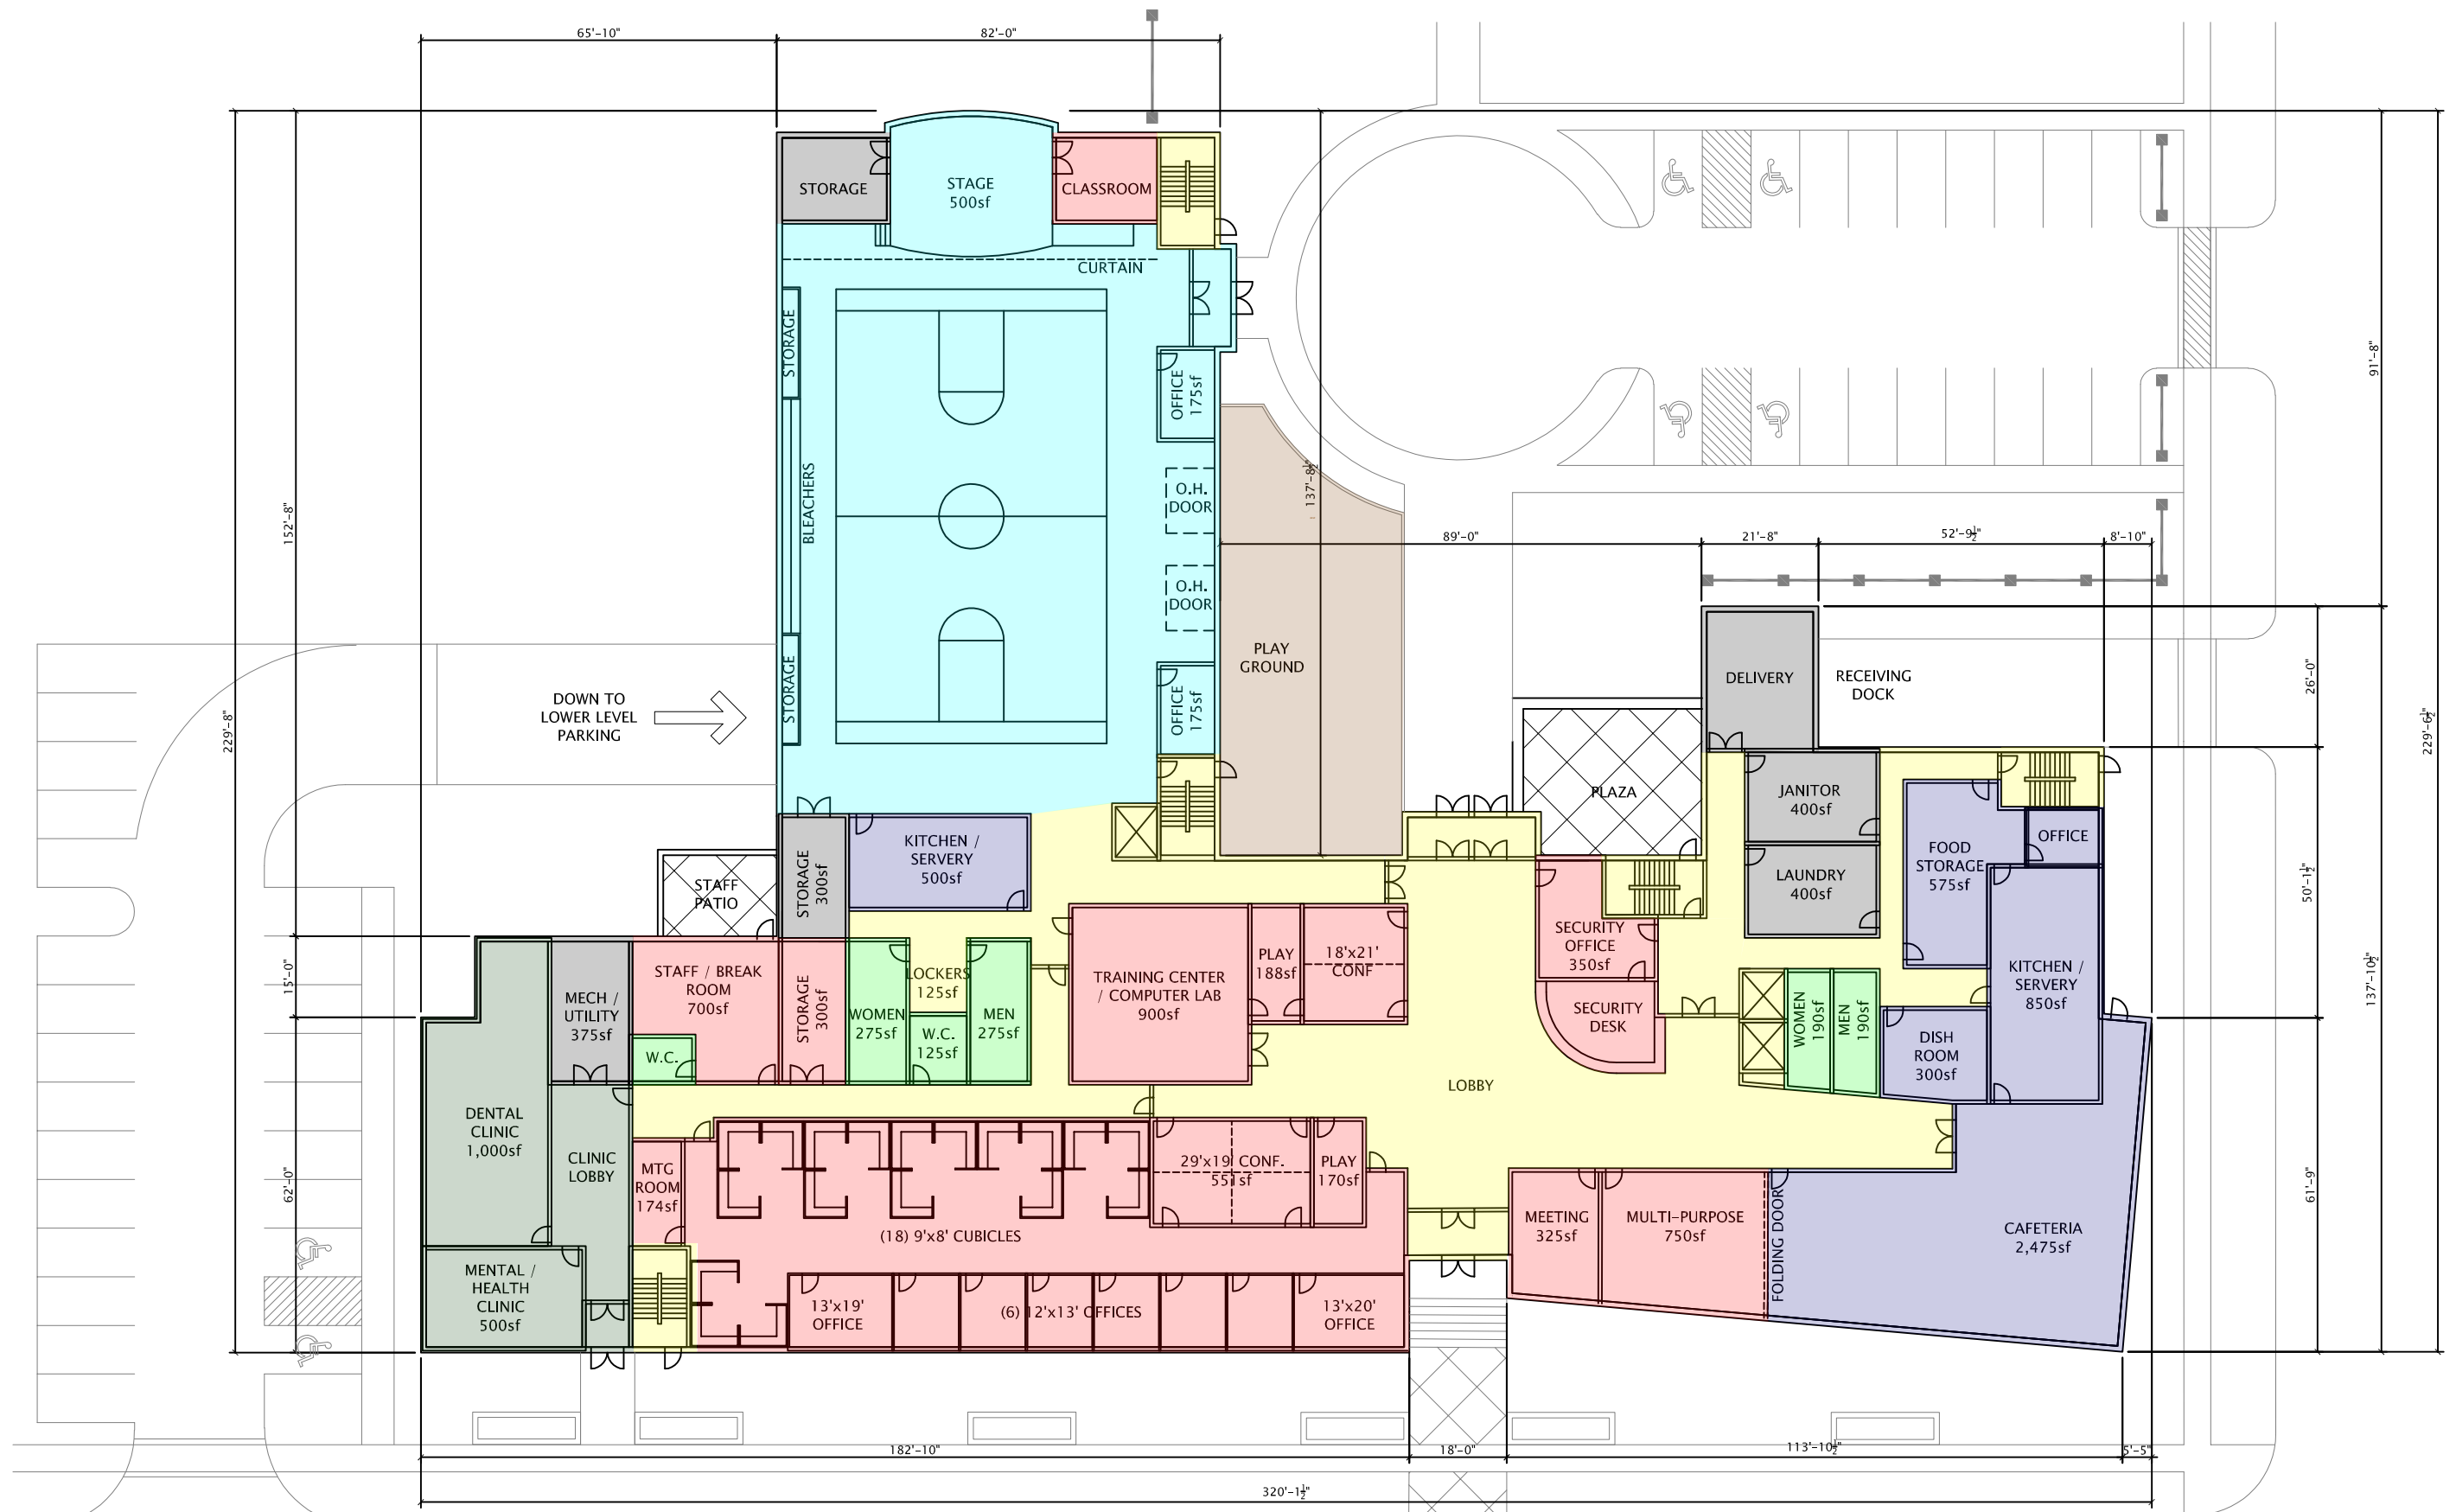 65'-10"
82'-0"
STORAGE
STAGE
500sf
CLASSROOM
CURTAIN
STORAGE
OFFICE
175sf
91'-8"
BLEACHERS
O.H.
DOOR
137'-8½"
152'-8"
89'-0"
21'-8"
52'-9½"
8'-10"
O.H.
DOOR
PLAY
GROUND
STORAGE
OFFICE
175sf
DOWN TO
LOWER LEVEL
PARKING
229'-8"
DELIVERY
RECEIVING
DOCK
26'-0"
229'-6½"
PLAZA
JANITOR
400sf
OFFICE
KITCHEN /
SERVERY
500sf
STORAGE
300sf
STAFF
PATIO
LAUNDRY
400sf
FOOD
STORAGE
575sf
50'-1½"
15'-0"
MECH /
UTILITY
375sf
STAFF / BREAK
ROOM
700sf
W.C.
STORAGE
300sf
WOMEN
275sf
LOCKERS
125sf
W.C.
125sf
MEN
275sf
TRAINING CENTER
/ COMPUTER LAB
900sf
PLAY
188sf
18'x21'
CONF
SECURITY
OFFICE
350sf
SECURITY
DESK
WOMEN
190sf
MEN
190sf
KITCHEN /
SERVERY
850sf
DISH
ROOM
300sf
137'-10½"
LOBBY
DENTAL
CLINIC
1,000sf
CLINIC
LOBBY
62'-0"
MTG
ROOM
174sf
29'x19' CONF.
551sf
PLAY
170sf
(18) 9'x8' CUBICLES
MEETING
325sf
MULTI-PURPOSE
750sf
FOLDING DOOR
CAFETERIA
2,475sf
61'-9"
MENTAL /
HEALTH
CLINIC
500sf
13'x19'
OFFICE
(6) 12'x13' OFFICES
13'x20'
OFFICE
182'-10"
18'-0"
113'-10½"
5'-5"
320'-1½"